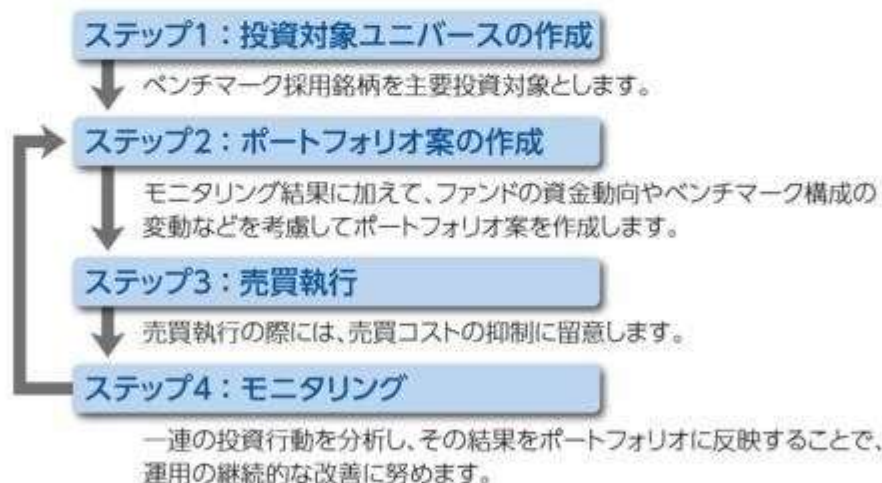 ステップ1：投資対象ユニバースの作成
ベンチマーク採用銘柄を主要投資対象とします。
ステップ2：ポートフォリオ案の作成
モニタリング結果に加えて、ファンドの資金動向やベンチマーク構成の
変動などを考慮してポートフォリオ案を作成します。
ステップ3：売買執行
売買執行の際には、売買コストの抑制に留意します。
ステップ4：モニタリング
一連の投資行動を分析し、その結果をポートフォリオに反映することで、
運用の継続的な改善に努めます。